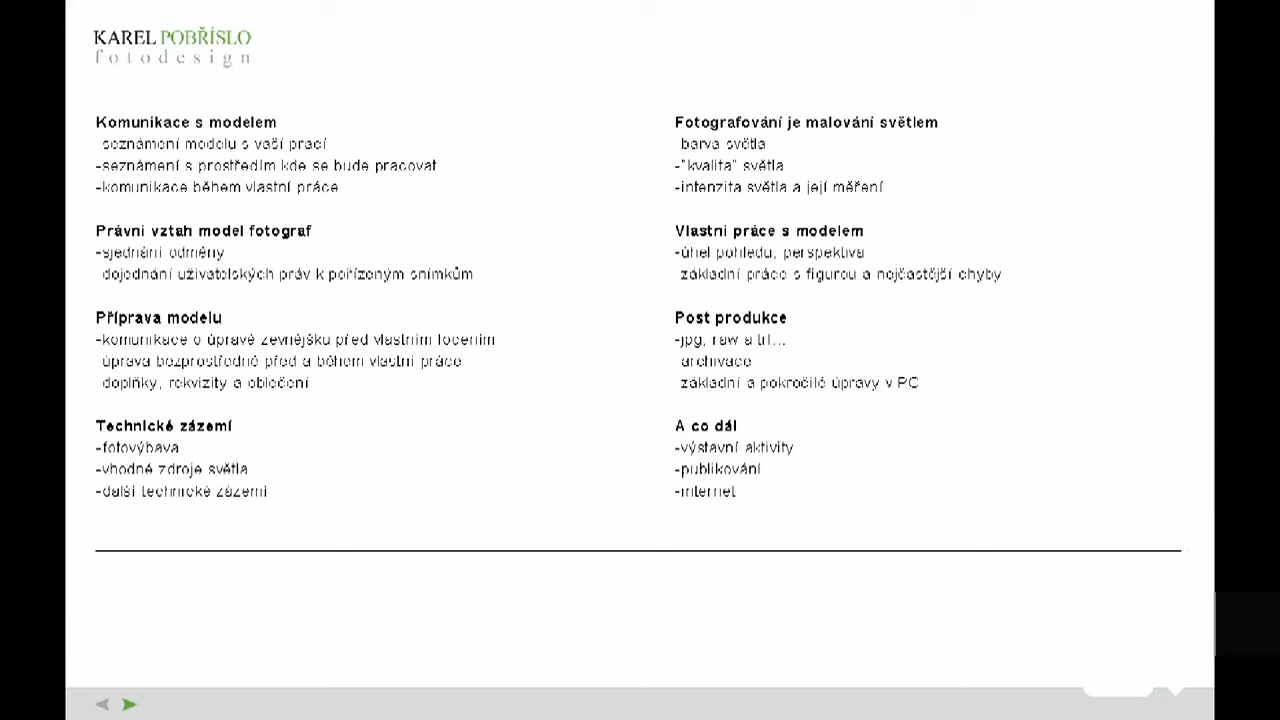 KAREL POBŘÍSLO
fotodesign
Komunikace s modelem
-seznámení modelu s vaší prací
-seznámení s prostředím kde se bude pracovat
-komunikace během vlastní práce
Právní vztah model fotograf
-sjednání odměny
-dojednání uživatelských práv k pořízeným snímkům
Příprava modelu
-komunikace o úpravě zevnějšku před vlastním focením
-úprava bezprostředně před a během vlastní práce
-doplňky, rekvizity a oblečení
Technické zázemí
-fotovýbava
-vhodné zdroje světla
-další technické zázemí
Fotografování je malování světlem
-barva světla
-"kvalita" světla
-intenzita světla a její měření
Vlastní práce s modelem
-úhel pohledu, perspektiva
-základní práce s figurou a nejčastější chyby
Post produkce
-jpg, raw a tif...
-archivace
-základní a pokročilé úpravy v PC
A co dál
-výstavní aktivity
-publikování
-internet